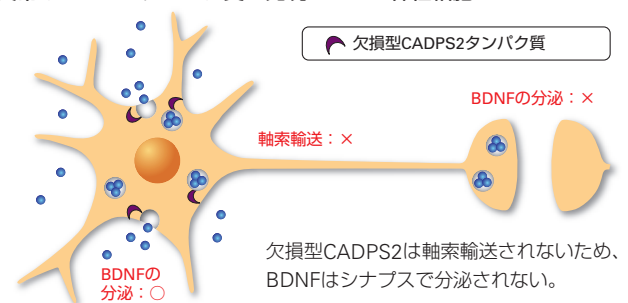 欠損型CADPS2タンパク質
BDNFの分泌：×
軸索輸送：×
欠損型CADPS2は軸索輸送されないため、
BDNFはシナプスで分泌されない。
BDNFの
分泌：○